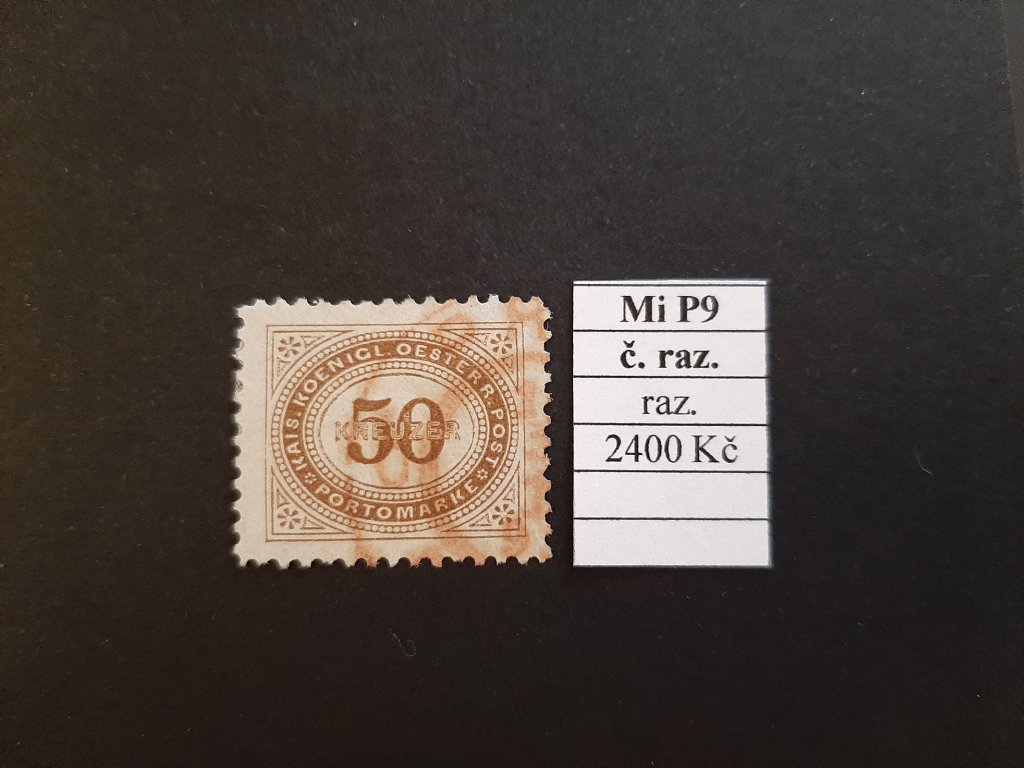 KAIS. KOENIGL. OESTERR. POST
50
KREUZER
PORTOMARKE
Mi P9
č. raz.
raz.
2400 Kč